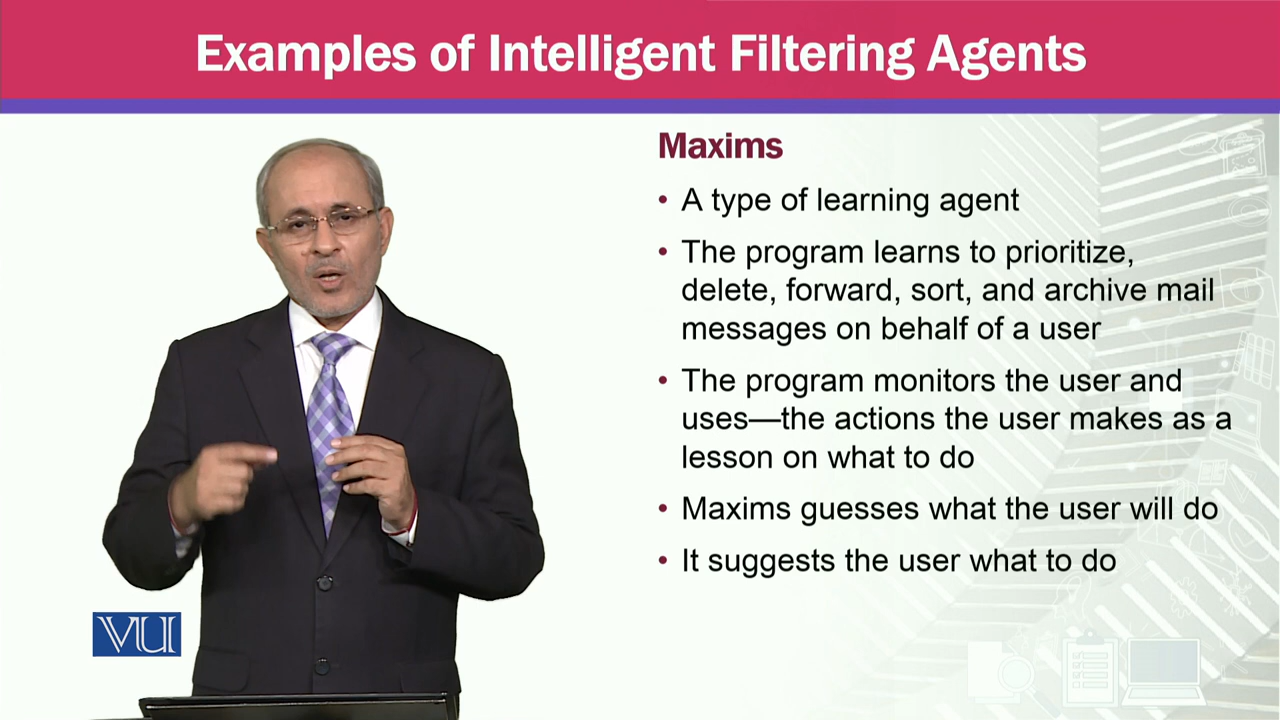 Examples of Intelligent Filtering Agents
Maxims
• A type of learning agent
• The program learns to prioritize,
delete, forward, sort, and archive mail
messages on behalf of a user
• The program monitors the user and
uses—the actions the user makes as a
lesson on what to do
• Maxims guesses what the user will do
• It suggests the user what to do
VU